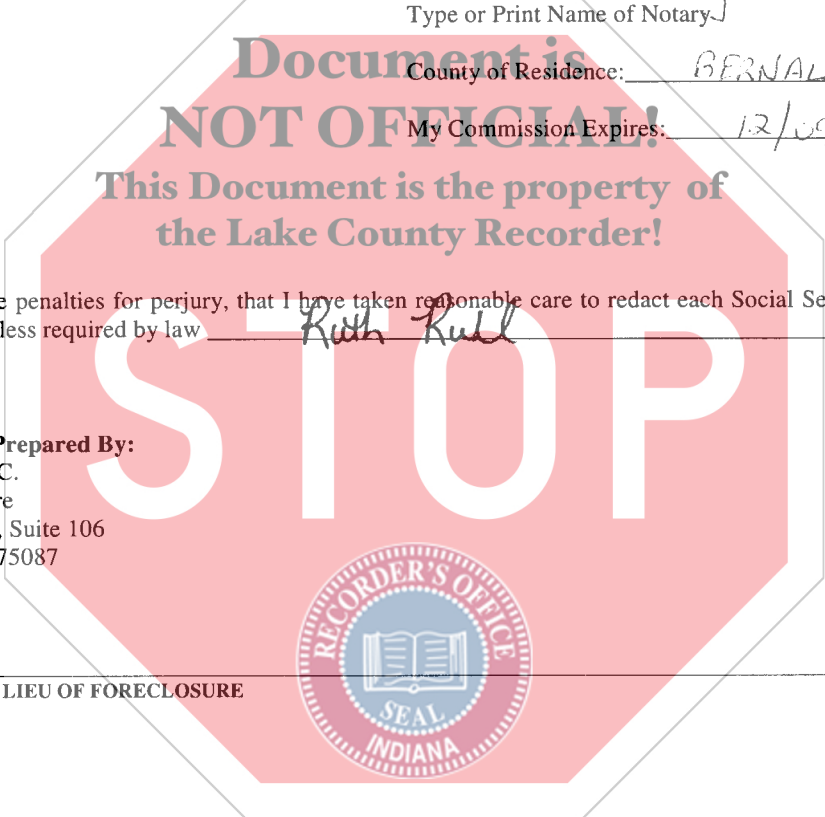 Type or Print Name of Notary
Document is
County of Residence: BERNAL
NOT OFFICIAL!
My Commission Expires: 12/
This Document is the property of
the Lake County Recorder!
e penalties for perjury, that I have taken reasonable care to redact each Social Se
less required by law Ruth Ruhl
STOP
Prepared By:
C.
re
, Suite 106
75087
RECORDER'S OFFICE
SEAL
INDIANA
LIEU OF FORECLOSURE